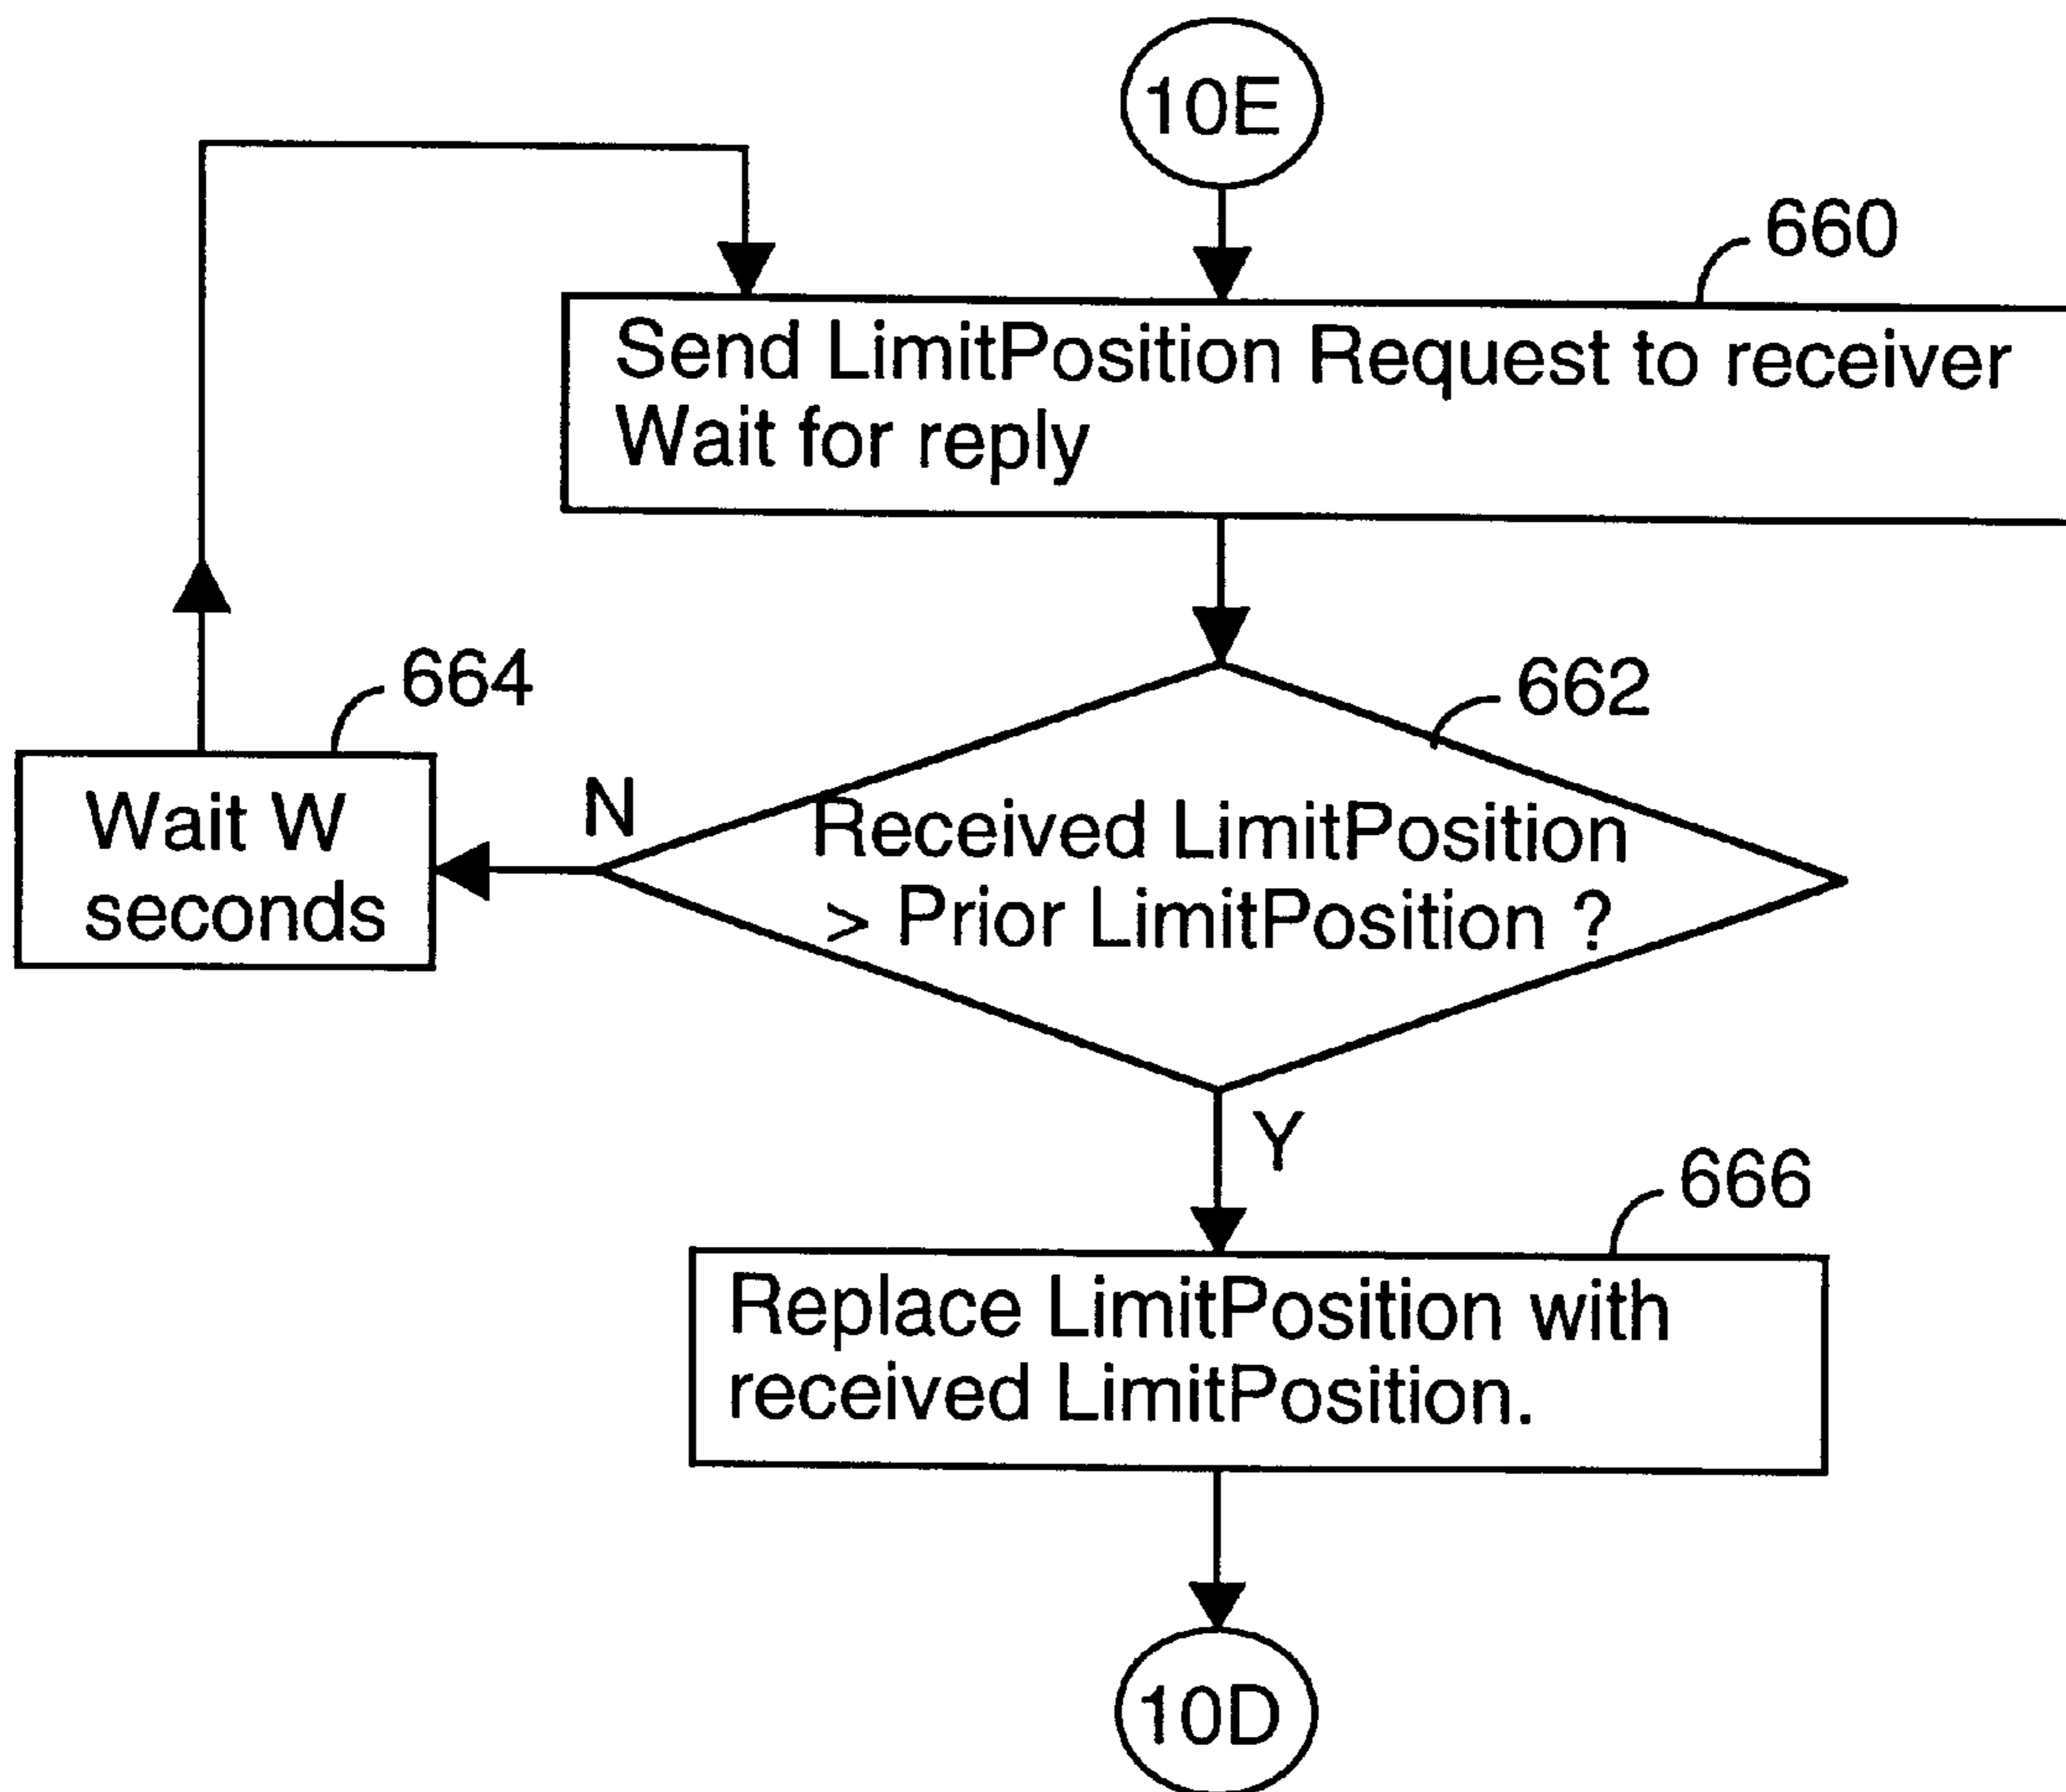 10E
660
Send LimitPosition Request to receiver
Wait for reply
664
662
Wait W
seconds
N
Received LimitPosition
> Prior LimitPosition ?
Y
666
Replace LimitPosition with
received LimitPosition.
10D